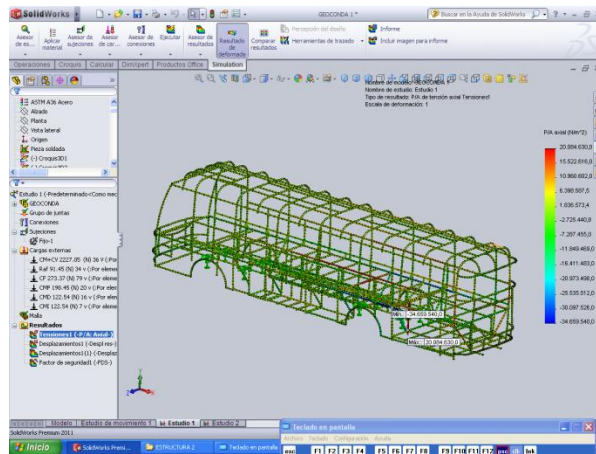 SolidWorks
GEOCONDA 1 *
Buscar en la Ayuda de SolidWorks
Asesor de es...
Aplicar material
Asesor de sujeciones
Asesor de car...
Asesor de conexiones
Ejecutar
Asesor de resultados
Resultado de deformada
Comparar resultados
Percepción del diseño
Herramientas de trazado
Informe
Incluir imagen para informe
Operaciones
Croquis
Calcular
DimXpert
Productos Office
Simulation
Nombre de modelo: GEOCONDA 1
Nombre de estudio: Estudio 1
Tipo de resultado: P/A de tensión axial Tensiones1
Escala de deformación: 1
ASTM A36 Acero
Alzado
Planta
Vista lateral
Origen
Pieza soldada
(-) Croquis3D1
Estudio 1 (-Predeterminado<Como mec
GEOCONDA
Grupo de juntas
Conexiones
Sujeciones
Fijo-1
Cargas externas
CM+CV 2227.85 (N) 36 V (:Por
Raf 91.45 (N) 34 v (:Por eleme
CF 273.37 (N) 79 v (:Por eleme
CMF 198.45 (N) 20 v (:Por elem
CMD 122.54 (N) 16 v (:Por elem
CMI 122.54 (N) 7 v (:Por eleme
Malla
Resultados
Tensiones1 (-P/A: Axial-)
Desplazamientos1 (-Despl res-)
Desplazamientos1(1) (-Desplaz
Factor de seguridad1 (-FDS-)
P/A axial (N/m^2)
20.084.630,0
15.522.616,0
10.960.602,0
6.398.587,5
1.836.573,4
-2.725.440,8
-7.287.455,0
-11.849.469,0
-16.411.483,0
-20.973.498,0
-25.535.512,0
-30.097.526,0
-34.659.540,0
Mín.: -34.659.540,0
Máx.: 20.084.630,0
Modelo
Estudio de movimiento 1
Estudio 1
Estudio 2
SolidWorks Premium 2011
Teclado en pantalla
Archivo Teclado Configuración Ayuda
esc F1 F2 F3 F4 F5 F6 F7 F8 F9 F10 F11 F12 psc blk
Inicio
SolidWorks Premi...
ESTRUCTURA 2
Teclado en pantalla